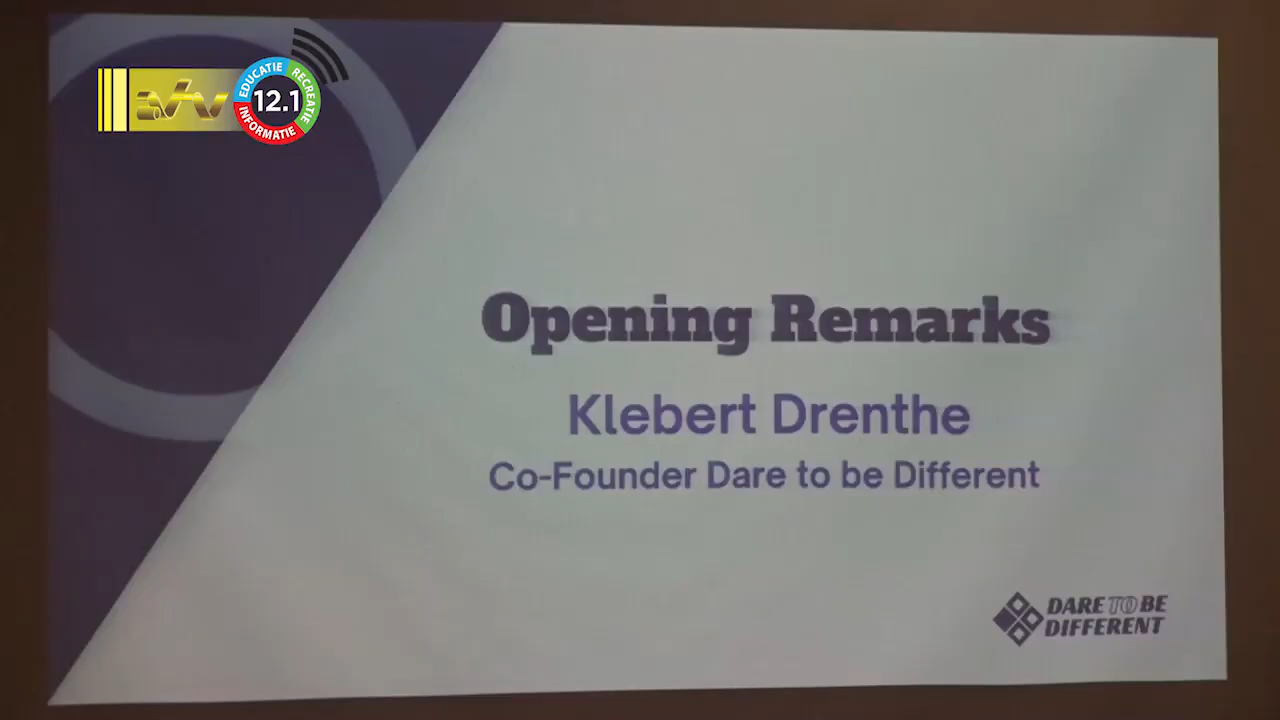 EDUCATIE
RECREATIE
INFORMATIE
12.1
Opening Remarks
Klebert Drenthe
Co-Founder Dare to be Different
DARE TO BE
DIFFERENT